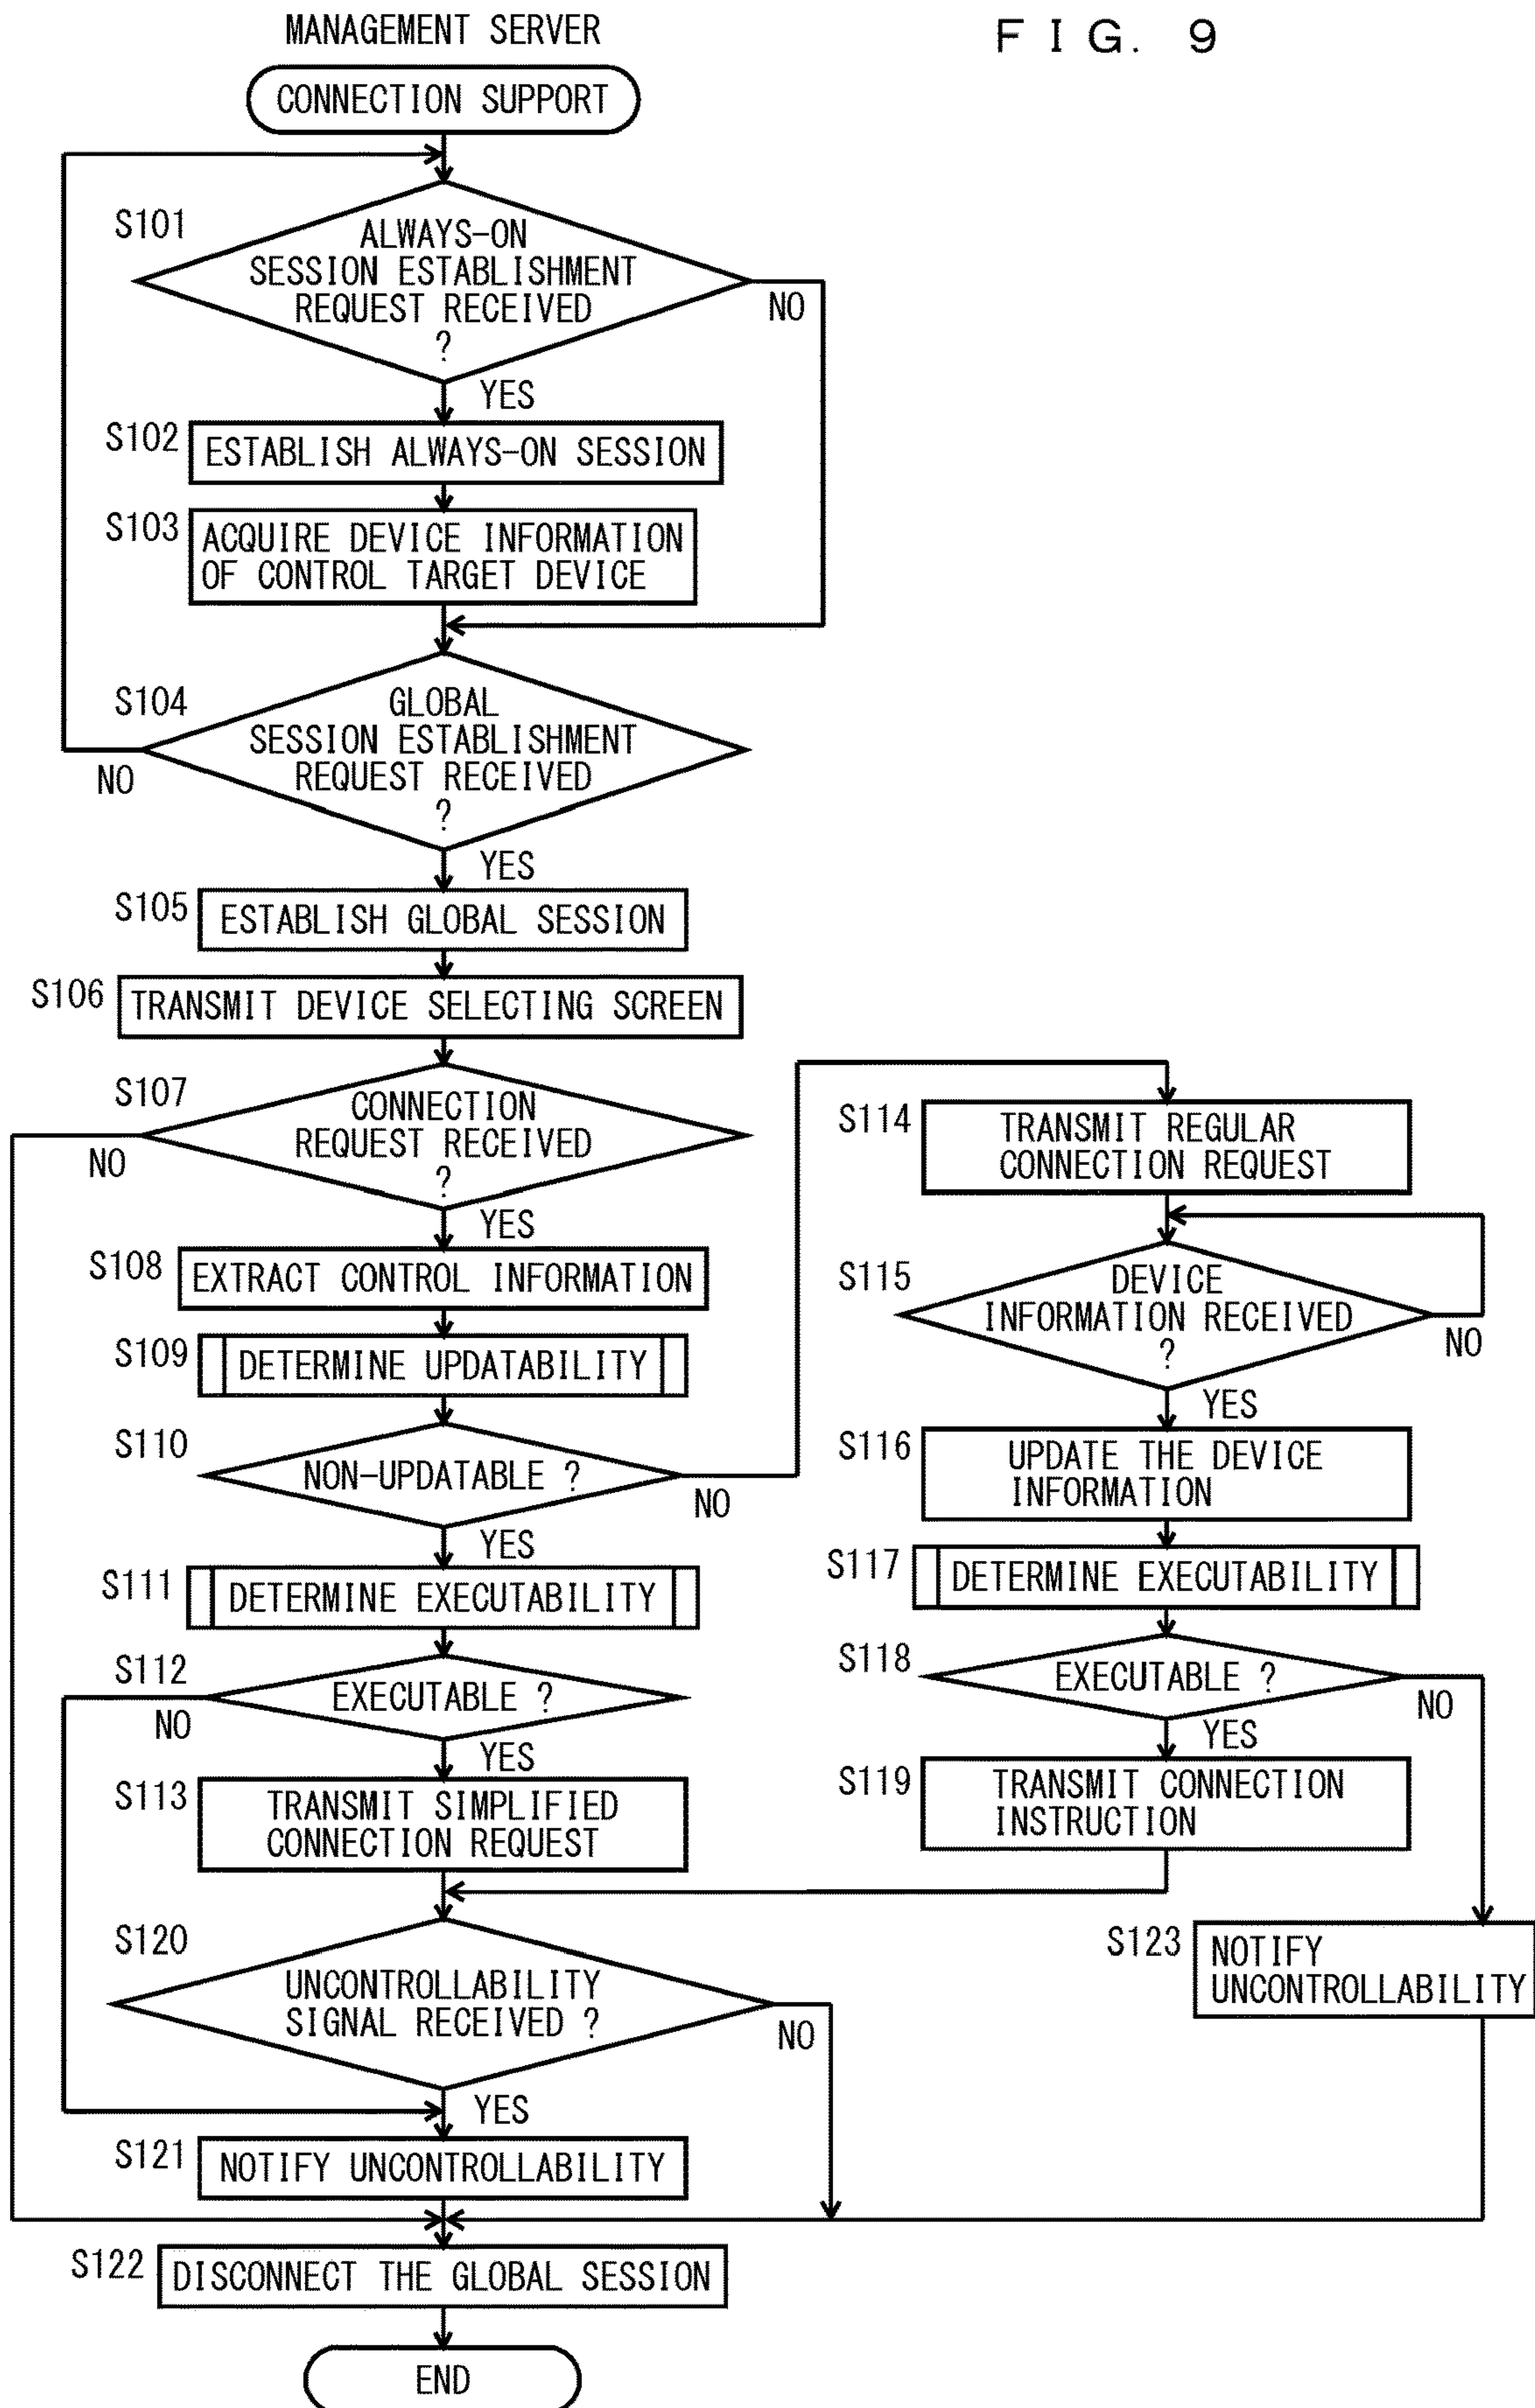 MANAGEMENT SERVER
FIG. 9
CONNECTION SUPPORT
S101
ALWAYS-ON
SESSION ESTABLISHMENT
REQUEST RECEIVED
?
NO
YES
S102
ESTABLISH ALWAYS-ON SESSION
S103
ACQUIRE DEVICE INFORMATION
OF CONTROL TARGET DEVICE
S104
GLOBAL
SESSION ESTABLISHMENT
REQUEST RECEIVED
?
NO
YES
S105
ESTABLISH GLOBAL SESSION
S106
TRANSMIT DEVICE SELECTING SCREEN
S107
CONNECTION
REQUEST RECEIVED
?
NO
YES
S108
EXTRACT CONTROL INFORMATION
S109
DETERMINE UPDATABILITY
S110
NON-UPDATABLE ?
NO
YES
S111
DETERMINE EXECUTABILITY
S112
EXECUTABLE ?
NO
YES
S113
TRANSMIT SIMPLIFIED
CONNECTION REQUEST
S114
TRANSMIT REGULAR
CONNECTION REQUEST
S115
DEVICE
INFORMATION RECEIVED
?
NO
YES
S116
UPDATE THE DEVICE
INFORMATION
S117
DETERMINE EXECUTABILITY
S118
EXECUTABLE ?
NO
YES
S119
TRANSMIT CONNECTION
INSTRUCTION
S120
UNCONTROLLABILITY
SIGNAL RECEIVED ?
NO
YES
S123
NOTIFY
UNCONTROLLABILITY
S121
NOTIFY UNCONTROLLABILITY
S122
DISCONNECT THE GLOBAL SESSION
END